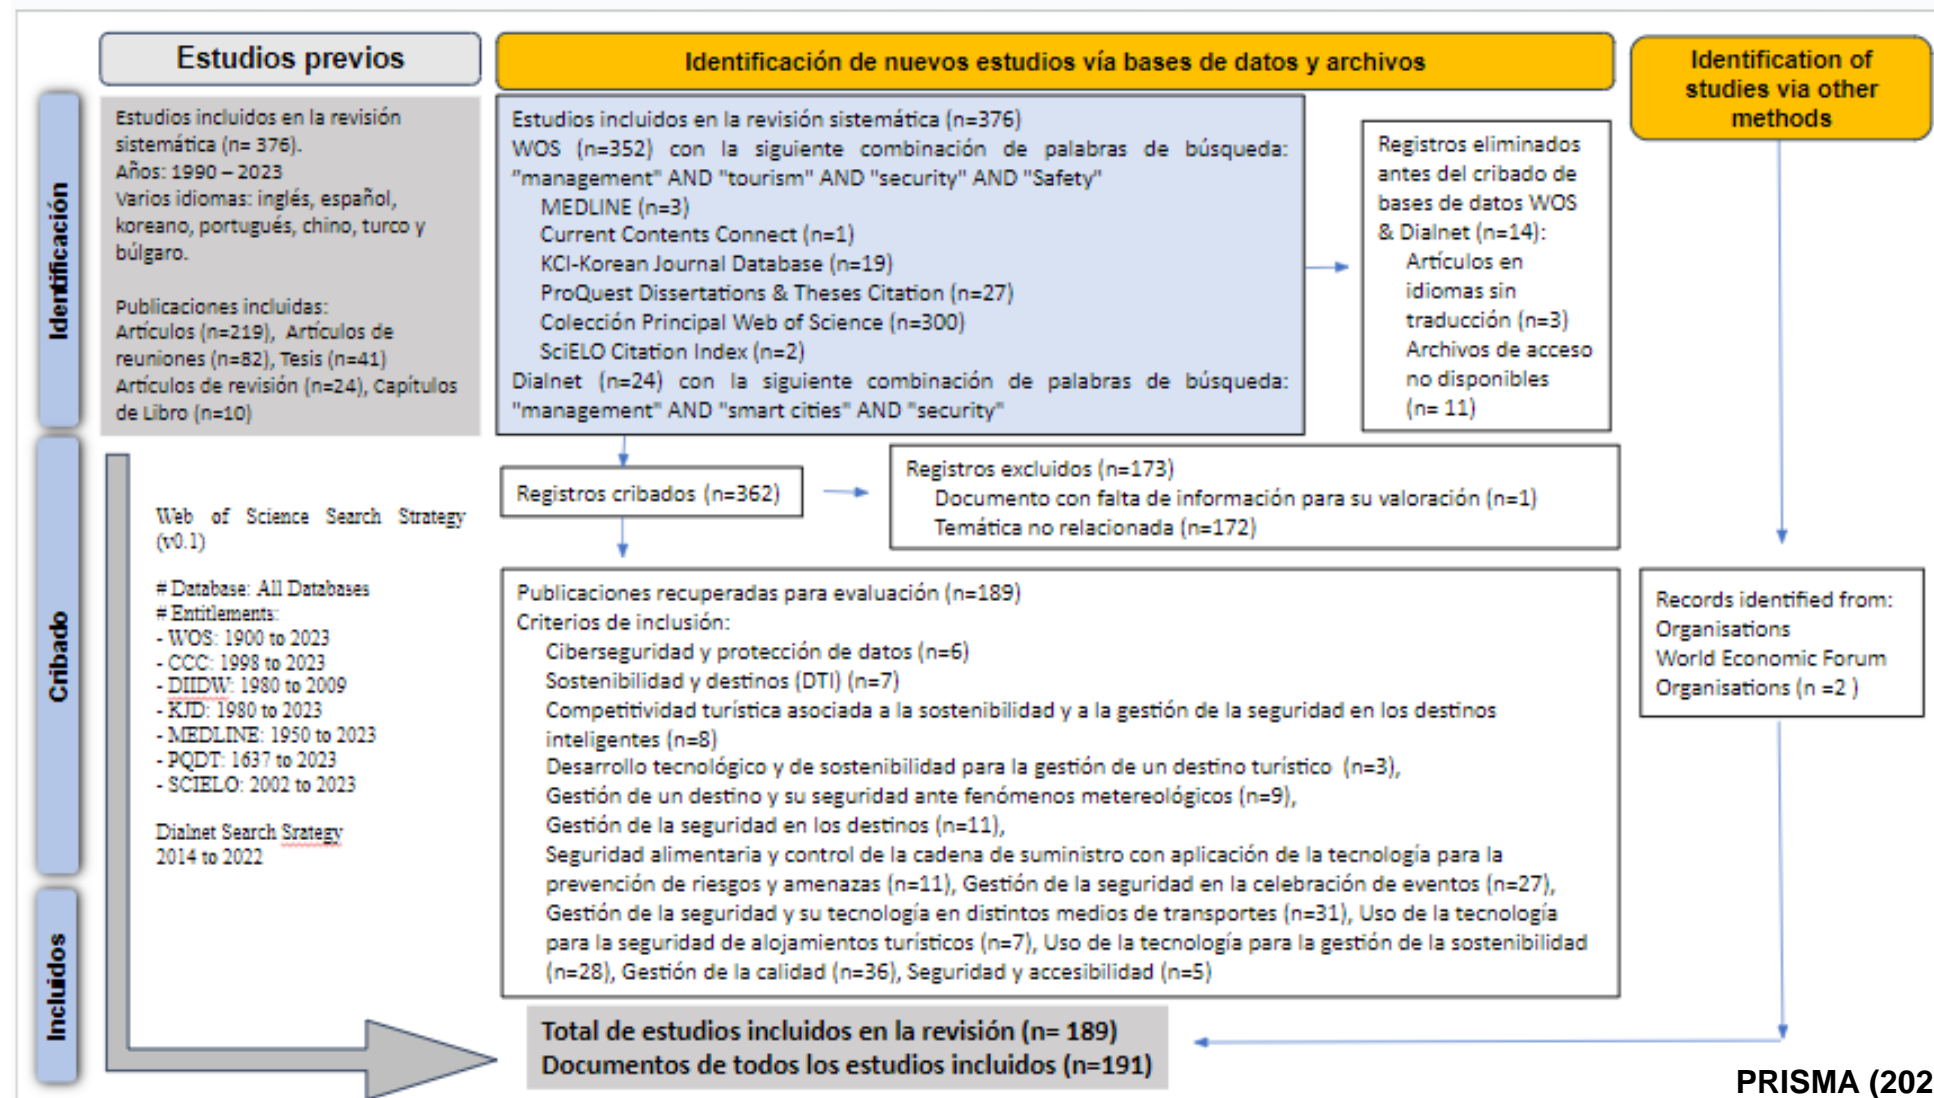 Estudios previos
Identificación de nuevos estudios vía bases de datos y archivos
Identification of
studies via other
methods
Identificación
Estudios incluidos en la revisión
sistemática (n= 376).
Años: 1990 – 2023
Varios idiomas: inglés, español,
koreano, portugués, chino, turco y
búlgaro.
Publicaciones incluidas:
Artículos (n=219), Artículos de
reuniones (n=82), Tesis (n=41)
Artículos de revisión (n=24), Capítulos
de Libro (n=10)
Estudios incluidos en la revisión sistemática (n=376)
WOS (n=352) con la siguiente combinación de palabras de búsqueda:
"management" AND "tourism" AND "security" AND "Safety"
MEDLINE (n=3)
Current Contents Connect (n=1)
KCI-Korean Journal Database (n=19)
ProQuest Dissertations & Theses Citation (n=27)
Colección Principal Web of Science (n=300)
SciELO Citation Index (n=2)
Dialnet (n=24) con la siguiente combinación de palabras de búsqueda:
"management" AND "smart cities" AND "security"
Registros eliminados
antes del cribado de
bases de datos WOS
& Dialnet (n=14):
Artículos en
idiomas sin
traducción (n=3)
Archivos de acceso
no disponibles
(n= 11)
Cribado
Web of Science Search Strategy
(v0.1)
# Database: All Databases
# Entitlements:
- WOS: 1900 to 2023
- CCC: 1998 to 2023
- DIIDW: 1980 to 2009
- KJD: 1980 to 2023
- MEDLINE: 1950 to 2023
- PQDT: 1637 to 2023
- SCIELO: 2002 to 2023
Dialnet Search Srategy
2014 to 2022
Registros cribados (n=362)
Registros excluidos (n=173)
Documento con falta de información para su valoración (n=1)
Temática no relacionada (n=172)
Publicaciones recuperadas para evaluación (n=189)
Criterios de inclusión:
Ciberseguridad y protección de datos (n=6)
Sostenibilidad y destinos (DTI) (n=7)
Competitividad turística asociada a la sostenibilidad y a la gestión de la seguridad en los destinos
inteligentes (n=8)
Desarrollo tecnológico y de sostenibilidad para la gestión de un destino turístico (n=3),
Gestión de un destino y su seguridad ante fenómenos metereológicos (n=9),
Gestión de la seguridad en los destinos (n=11),
Seguridad alimentaria y control de la cadena de suministro con aplicación de la tecnología para la
prevención de riesgos y amenazas (n=11), Gestión de la seguridad en la celebración de eventos (n=27),
Gestión de la seguridad y su tecnología en distintos medios de transportes (n=31), Uso de la tecnología
para la seguridad de alojamientos turísticos (n=7), Uso de la tecnología para la gestión de la sostenibilidad
(n=28), Gestión de la calidad (n=36), Seguridad y accesibilidad (n=5)
Records identified from:
Organisations
World Economic Forum
Organisations (n =2 )
Incluidos
Total de estudios incluidos en la revisión (n= 189)
Documentos de todos los estudios incluidos (n=191)
PRISMA (202